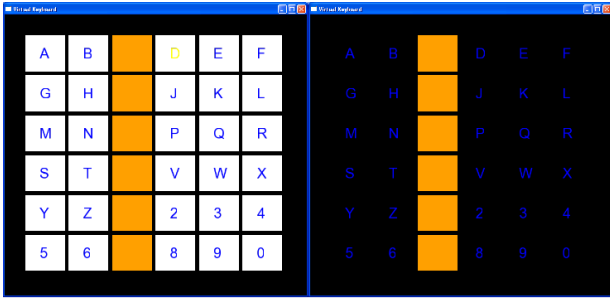 Virtual Keyboard
A B D E F
G H J K L
M N P Q R
S T V W X
Y Z 2 3 4
5 6 8 9 0
Virtual Keyboard
A B D E F
G H J K L
M N P Q R
S T V W X
Y Z 2 3 4
5 6 8 9 0